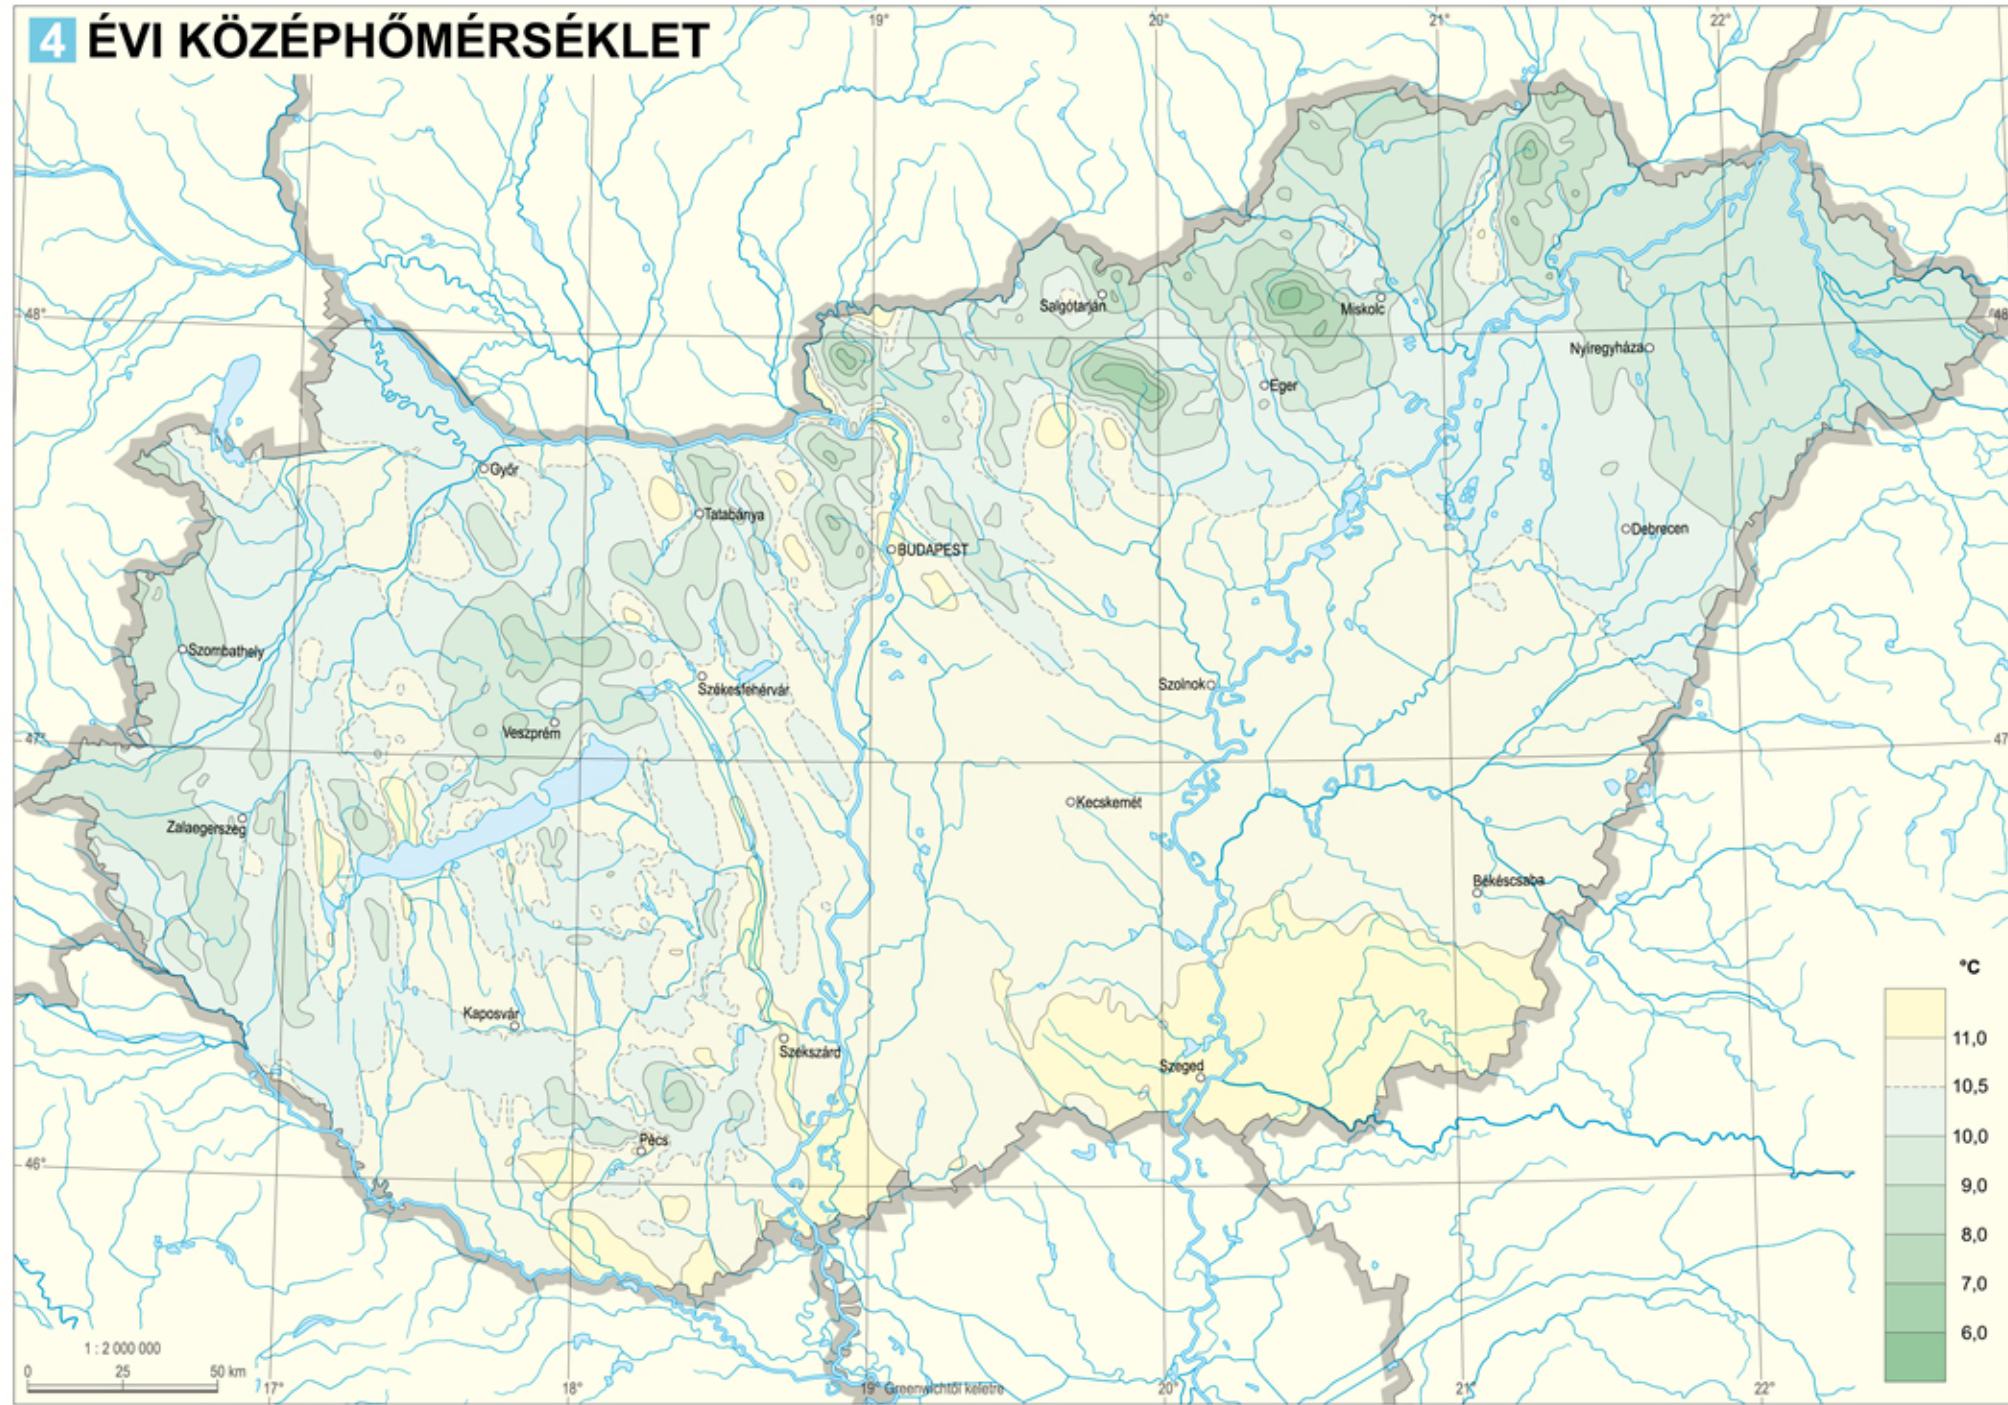 4 ÉVI KÖZÉPHŐMÉRSÉKLET
19°
20°
21°
22°
48°
48°
Salgótarján
Miskolc
Nyíregyháza
Eger
Győr
Tatabánya
BUDAPEST
Debrecen
Szombathely
Székesfehérvár
Szolnok
Veszprém
47°
47°
Kecskemét
Zalaegerszeg
Békéscsaba
°C
Kaposvár
Szekszárd
Szeged
11,0
10,5
10,0
9,0
8,0
7,0
6,0
Pécs
46°
1 : 2 000 000
0 25 50 km
17°
18°
19° Greenwichtől keletre
20°
21°
22°